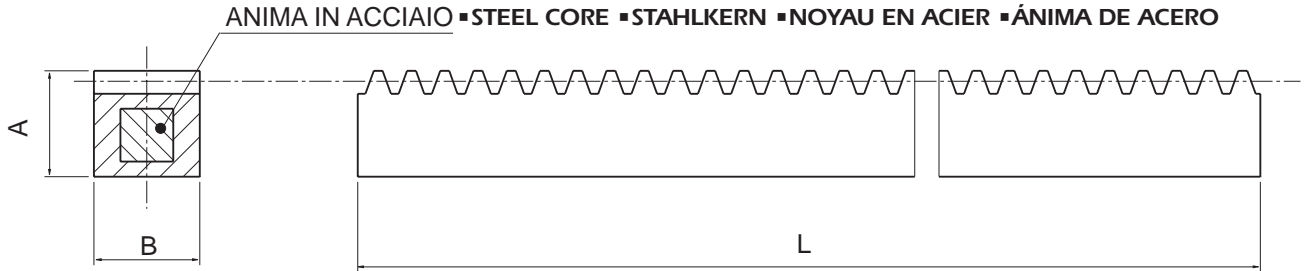 ANIMA IN ACCIAIO ▪STEEL CORE ▪STAHLKERN ▪NOYAU EN ACIER ▪ÁNIMA DE ACERO
A
B
L